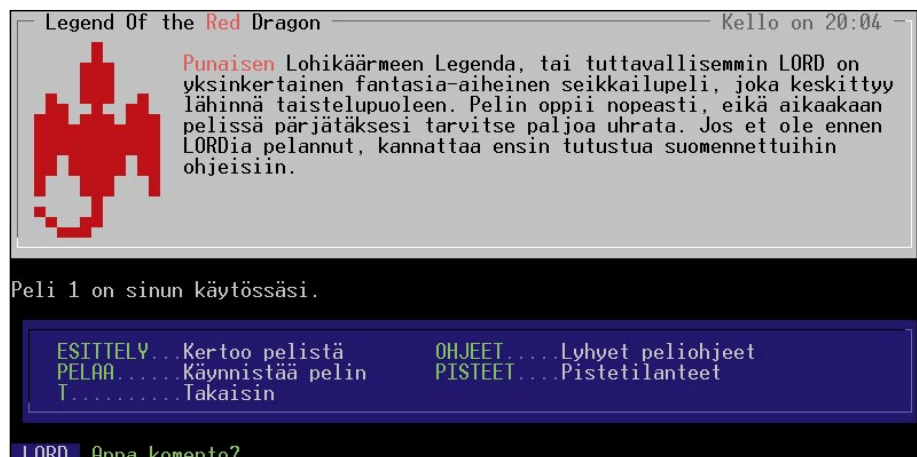 Legend Of the Red Dragon Kello on 20:04
Punaisen Lohikäärmeen Legenda, tai tuttavallisemmin LORD on
yksinkertainen fantasia-aiheinen seikkailupeli, joka keskittyy
lähinnä taistelupuoleen. Pelin oppii nopeasti, eikä aikaakaan
pelissä pärjätäksesi tarvitse paljoa uhrata. Jos et ole ennen
LORDia pelannut, kannattaa ensin tutustua suomennettuihin
ohjeisiin.
Peli 1 on sinun käytössäsi.
ESITTELY...Kertoo pelistä OHJEET.....Lyhyet peliohjeet
PELAA......Käynnistää pelin PISTEET....Pistetilanteet
T..........Takaisin
LORD Anna komento?